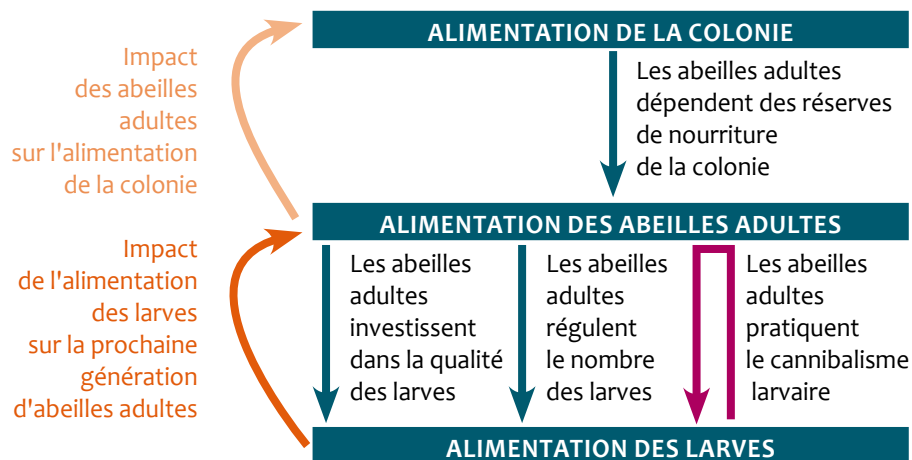 ALIMENTATION DE LA COLONIE
Impact
des abeilles
adultes
sur l'alimentation
de la colonie
Les abeilles adultes
dépendent des réserves
de nourriture
de la colonie
ALIMENTATION DES ABEILLES ADULTES
Impact
de l'alimentation
des larves
sur la prochaine
génération
d'abeilles adultes
Les abeilles
adultes
investissent
dans la qualité
des larves
Les abeilles
adultes
régulent
le nombre
des larves
Les abeilles
adultes
pratiquent
le cannibalisme
larvaire
ALIMENTATION DES LARVES